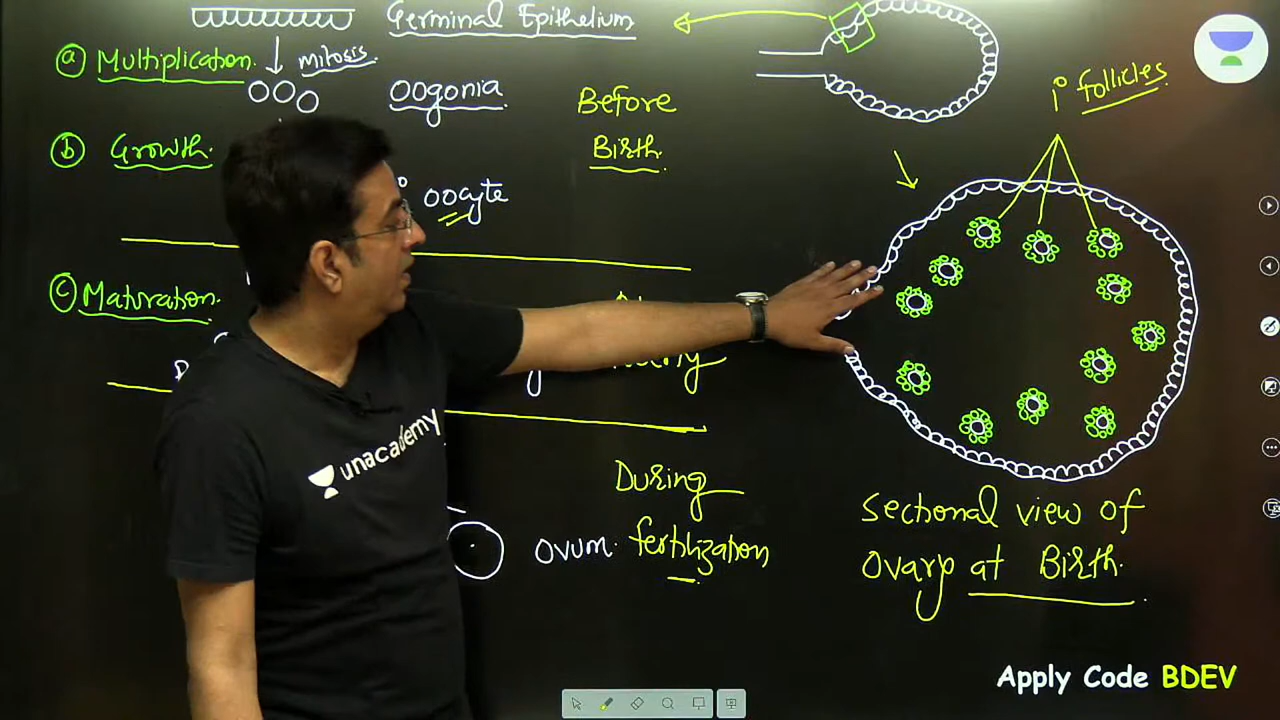 Germinal Epithelium
ⓐ Multiplication.
mitosis.
Oogonia
Before
Birth.
ⓑ Growth.
oocyte
ⓒ Maturation.
During
ovum. fertilization
1° follicles
Sectional view of
Ovary at Birth.
unacademy
Apply Code BDEV